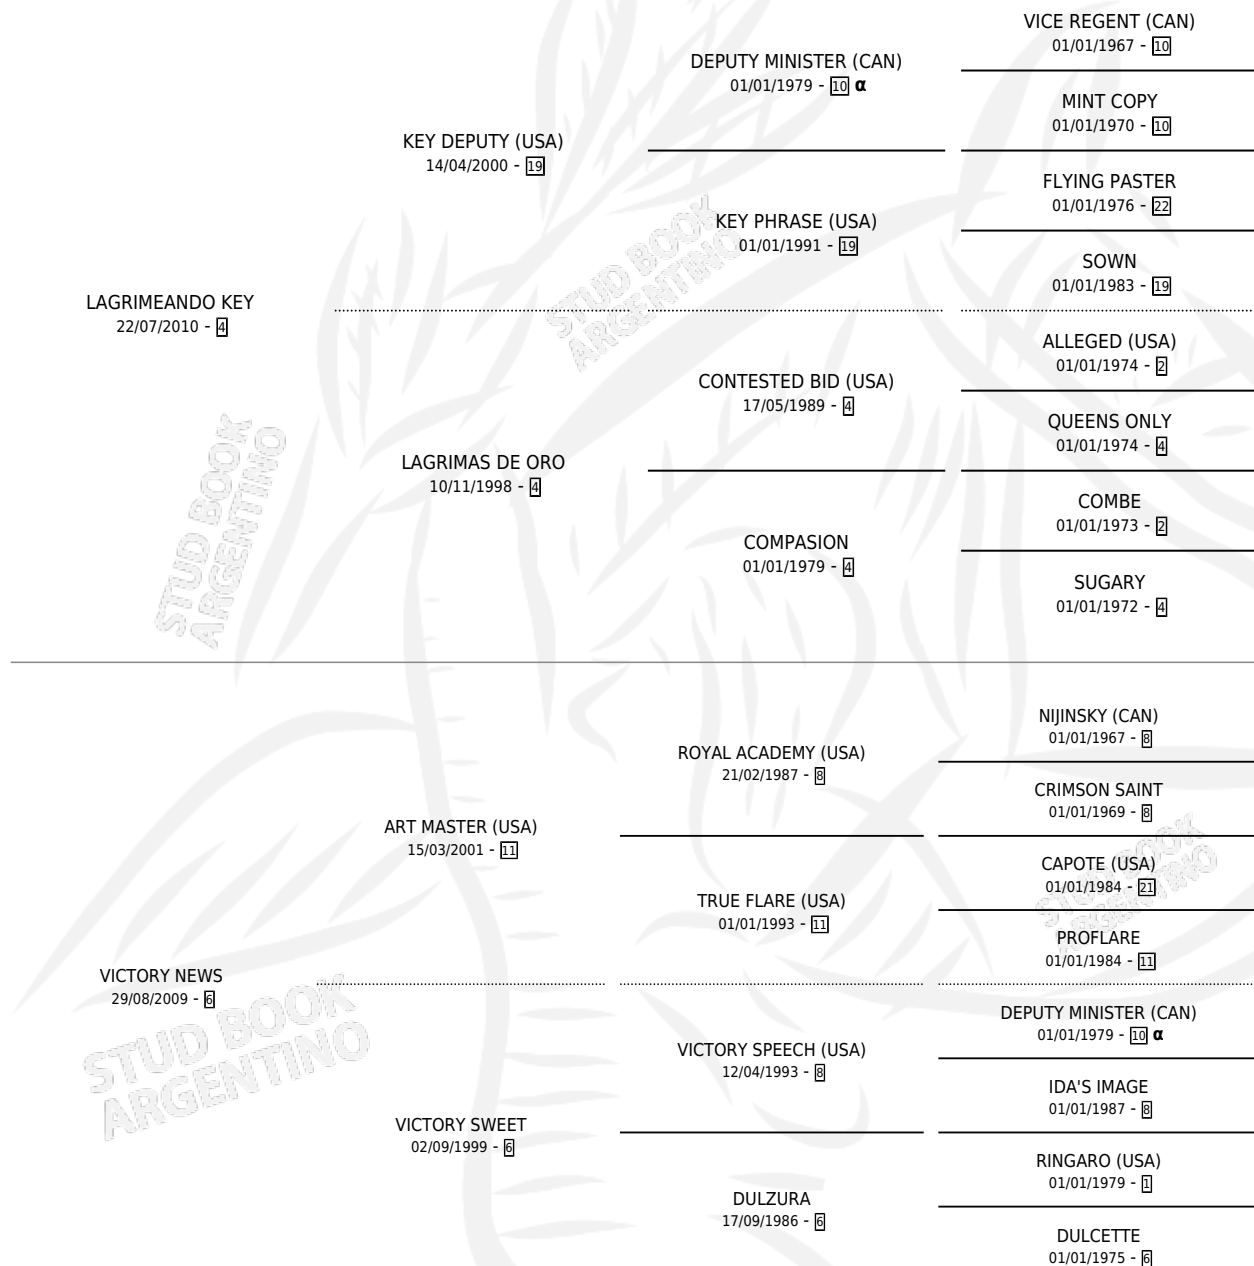 VICE REGENT (CAN)
01/01/1967 - 10
DEPUTY MINISTER (CAN)
01/01/1979 - 10 α
MINT COPY
01/01/1970 - 10
KEY DEPUTY (USA)
14/04/2000 - 19
FLYING PASTER
01/01/1976 - 22
KEY PHRASE (USA)
01/01/1991 - 19
SOWN
01/01/1983 - 19
LAGRIMEANDO KEY
22/07/2010 - 4
ALLEGED (USA)
01/01/1974 - 2
CONTESTED BID (USA)
17/05/1989 - 4
QUEENS ONLY
01/01/1974 - 4
LAGRIMAS DE ORO
10/11/1998 - 4
COMBE
01/01/1973 - 2
COMPASION
01/01/1979 - 4
SUGARY
01/01/1972 - 4
NIJINSKY (CAN)
01/01/1967 - 8
ROYAL ACADEMY (USA)
21/02/1987 - 8
CRIMSON SAINT
01/01/1969 - 8
ART MASTER (USA)
15/03/2001 - 11
CAPOTE (USA)
01/01/1984 - 21
TRUE FLARE (USA)
01/01/1993 - 11
PROFLARE
01/01/1984 - 11
VICTORY NEWS
29/08/2009 - 6
DEPUTY MINISTER (CAN)
01/01/1979 - 10 α
VICTORY SPEECH (USA)
12/04/1993 - 8
IDA'S IMAGE
01/01/1987 - 8
VICTORY SWEET
02/09/1999 - 6
RINGARO (USA)
01/01/1979 - 1
DULZURA
17/09/1986 - 6
DULCETTE
01/01/1975 - 6
STUD BOOK
ARGENTINO
STUD BOOK
ARGENTINO
STUD BOOK
ARGENTINO
STUD BOOK
ARGENTINO